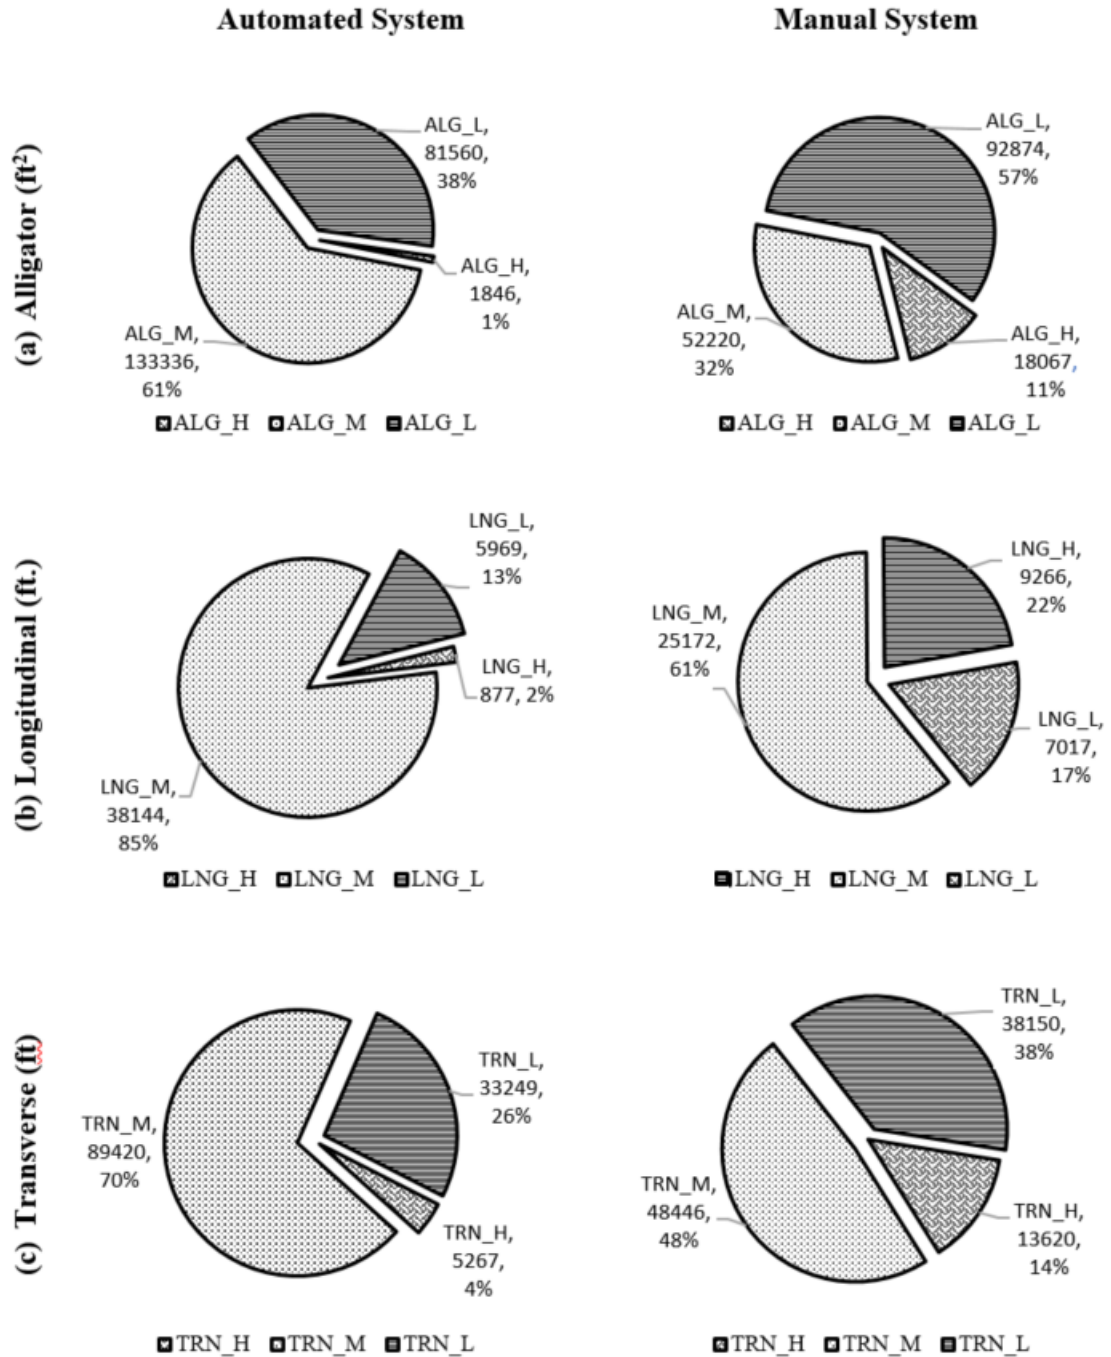 Automated System
Manual System
(a) Alligator (ft²)
ALG_L,
81560,
38%
ALG_H,
1846,
1%
ALG_M,
133336,
61%
ALG_H ALG_M ALG_L
ALG_L,
92874,
57%
ALG_M,
52220,
32%
ALG_H,
18067,
11%
ALG_H ALG_M ALG_L
(b) Longitudinal (ft.)
LNG_L,
5969,
13%
LNG_H,
877, 2%
LNG_M,
38144,
85%
LNG_H LNG_M LNG_L
LNG_H,
9266,
22%
LNG_M,
25172,
61%
LNG_L,
7017,
17%
LNG_H LNG_M LNG_L
(c) Transverse (ft)
TRN_L,
33249,
26%
TRN_M,
89420,
70%
TRN_H,
5267,
4%
TRN_H TRN_M TRN_L
TRN_L,
38150,
38%
TRN_M,
48446,
48%
TRN_H,
13620,
14%
TRN_H TRN_M TRN_L